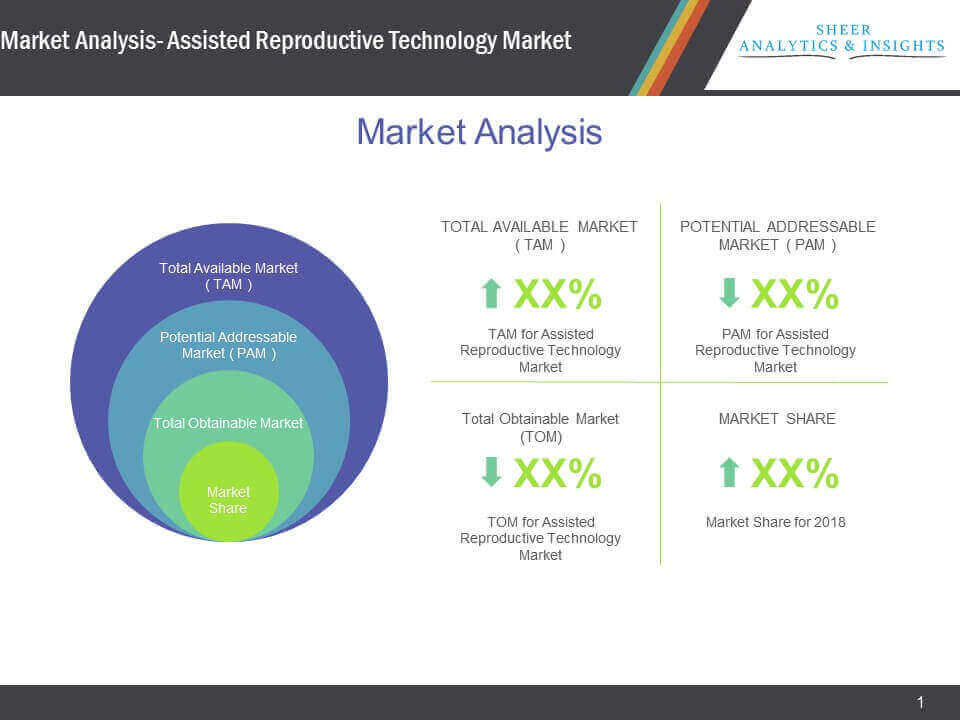 Market Analysis- Assisted Reproductive Technology Market
SHEER
ANALYTICS & INSIGHTS
Market Analysis
Total Available Market
( TAM )
Potential Addressable
Market ( PAM )
Total Obtainable Market
Market
Share
TOTAL AVAILABLE MARKET
( TAM )
XX%
TAM for Assisted
Reproductive Technology
Market
POTENTIAL ADDRESSABLE
MARKET ( PAM )
XX%
PAM for Assisted
Reproductive Technology
Market
Total Obtainable Market
(TOM)
XX%
TOM for Assisted
Reproductive Technology
Market
MARKET SHARE
XX%
Market Share for 2018
1